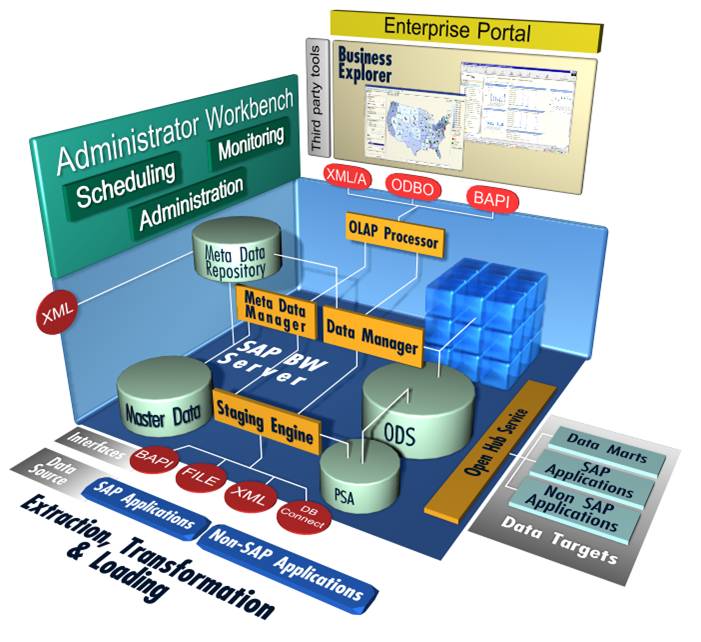 Enterprise Portal
Third party tools
Business
Explorer
Administrator Workbench
Scheduling
Monitoring
Administration
XML/A
ODBO
BAPI
OLAP Processor
Meta Data
Repository
XML
Meta Data
Manager
Data Manager
SAP BW
Server
Master Data
Staging Engine
ODS
PSA
Open Hub Service
Interfaces
BAPI
FILE
XML
DB
Connect
Data
Source
SAP Applications
Non-SAP Applications
Extraction, Transformation
& Loading
Data Marts
SAP
Applications
Non SAP
Applications
Data Targets